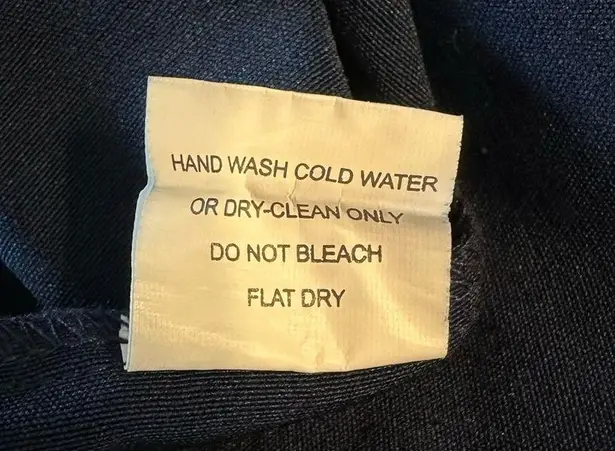 HAND WASH COLD WATER
OR DRY-CLEAN ONLY
DO NOT BLEACH
FLAT DRY